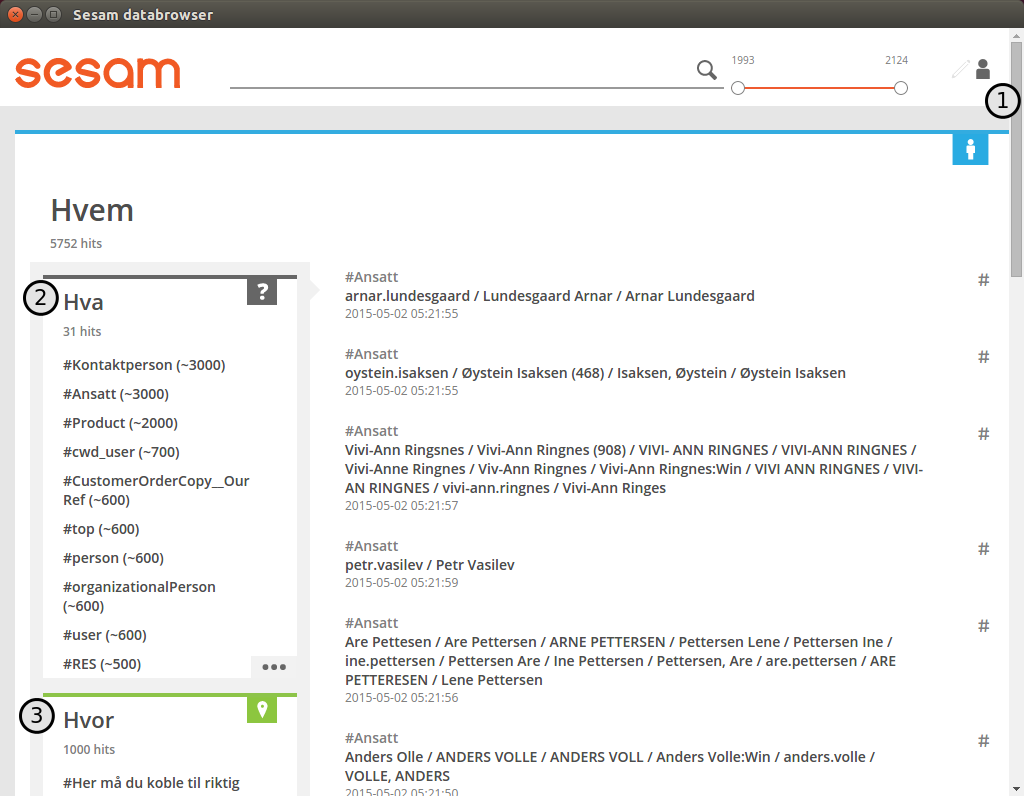 Sesam databrowser
sesam
1993
2124
1
Hvem
5752 hits
2
Hva
?
31 hits
#Kontaktperson (~3000)
#Ansatt (~3000)
#Product (~2000)
#cwd_user (~700)
#CustomerOrderCopy__Our
Ref (~600)
#top (~600)
#person (~600)
#organizationalPerson
(~600)
#user (~600)
#RES (~500)
3
Hvor
1000 hits
#Her må du koble til riktig
#Ansatt
#
arnar.lundesgaard / Lundesgaard Arnar / Arnar Lundesgaard
2015-05-02 05:21:55
#Ansatt
#
oystein.isaksen / Øystein Isaksen (468) / Isaksen, Øystein / Øystein Isaksen
2015-05-02 05:21:55
#Ansatt
#
Vivi-Ann Ringsnes / Vivi-Ann Ringnes (908) / VIVI- ANN RINGNES / VIVI-ANN RINGNES /
Vivi-Anne Ringnes / Viv-Ann Ringnes / Vivi-Ann Ringnes:Win / VIVI ANN RINGNES / VIVI-
AN RINGNES / vivi-ann.ringnes / Vivi-Ann Ringes
2015-05-02 05:21:57
#Ansatt
#
petr.vasilev / Petr Vasilev
2015-05-02 05:21:59
#Ansatt
#
Are Pettesen / Are Pettersen / ARNE PETTERSEN / Pettersen Lene / Pettersen Ine /
ine.pettersen / Pettersen Are / Ine Pettersen / Pettersen, Are / are.pettersen / ARE
PETTERESEN / Lene Pettersen
2015-05-02 05:21:56
#Ansatt
#
Anders Olle / ANDERS VOLLE / ANDERS VOLL / Anders Volle:Win / anders.volle /
VOLLE, ANDERS
2015-05-02 05:21:50